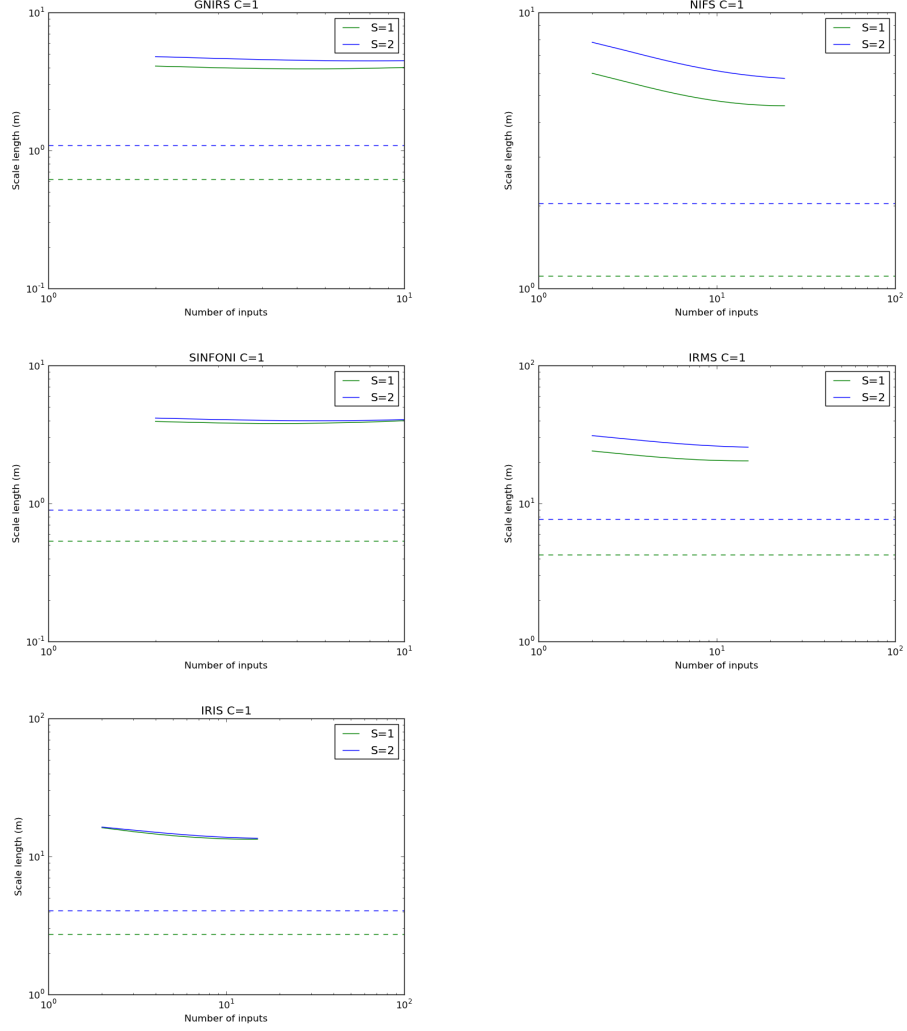 GNIRS C=1
S=1
S=2
Scale length (m)
10^1
10^0
10^-1
10^0
10^1
Number of inputs
NIFS C=1
S=1
S=2
Scale length (m)
10^1
10^0
10^0
10^1
10^2
Number of inputs
SINFONI C=1
S=1
S=2
Scale length (m)
10^1
10^0
10^-1
10^0
10^1
Number of inputs
IRMS C=1
S=1
S=2
Scale length (m)
10^2
10^1
10^0
10^0
10^1
10^2
Number of inputs
IRIS C=1
S=1
S=2
Scale length (m)
10^2
10^1
10^0
10^0
10^1
10^2
Number of inputs